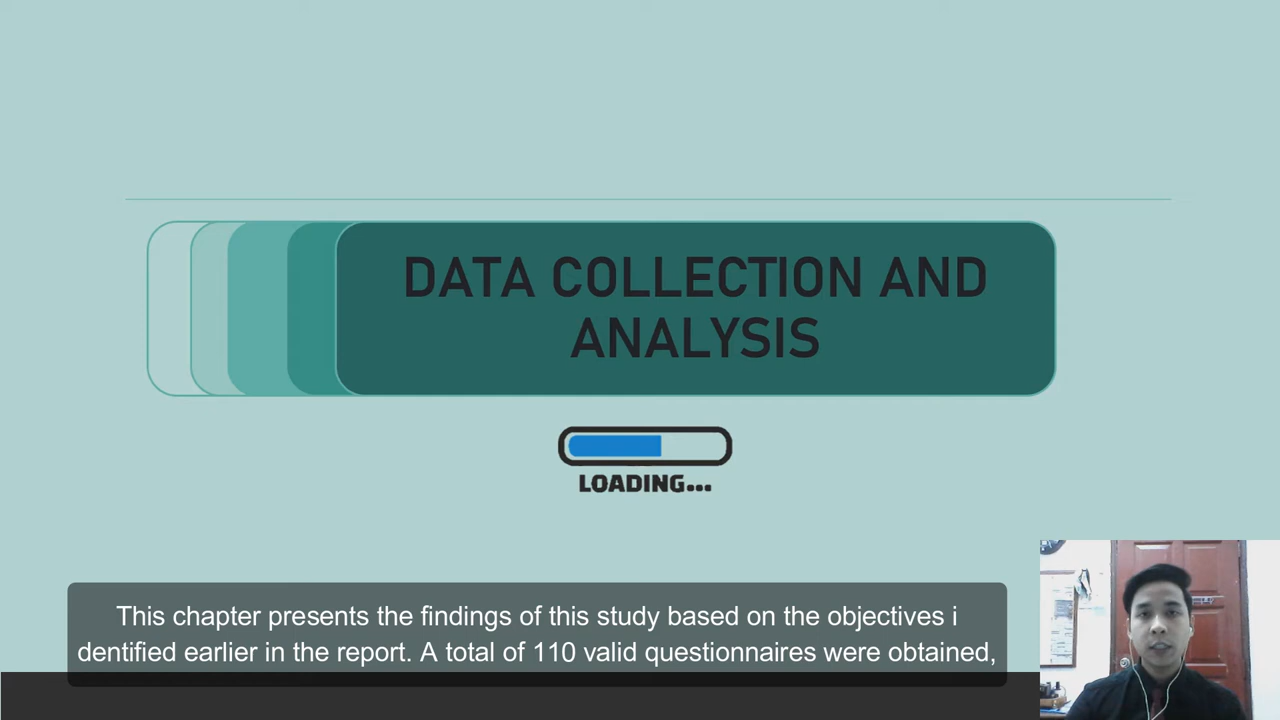 DATA COLLECTION AND
ANALYSIS
LOADING...
This chapter presents the findings of this study based on the objectives i
dentified earlier in the report. A total of 110 valid questionnaires were obtained,